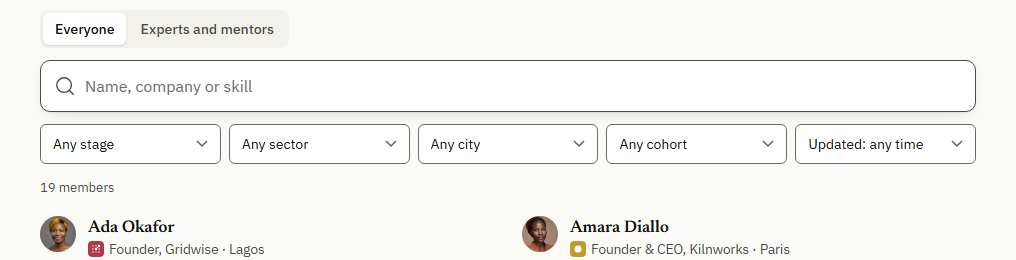 Everyone Experts and mentors
Name, company or skill
Any stage Any sector Any city Any cohort Updated: any time
19 members
Ada Okafor Amara Diallo
Founder, Gridwise · Lagos Founder & CEO, Kilnworks · Paris